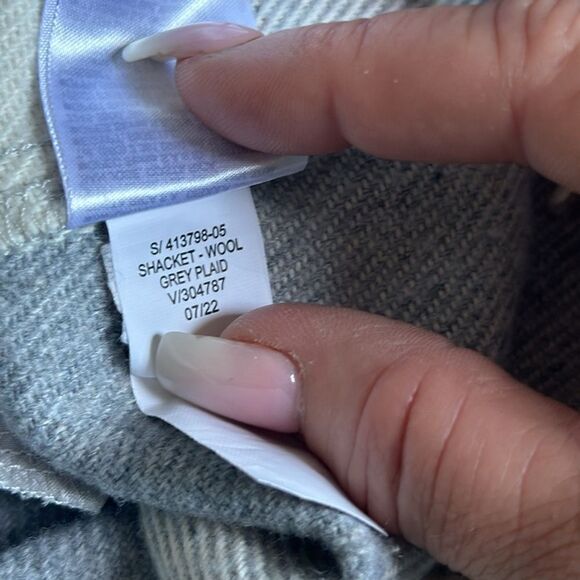 S/ 413798-05
SHACKET - WOOL
GREY PLAID
V/304787
07/22